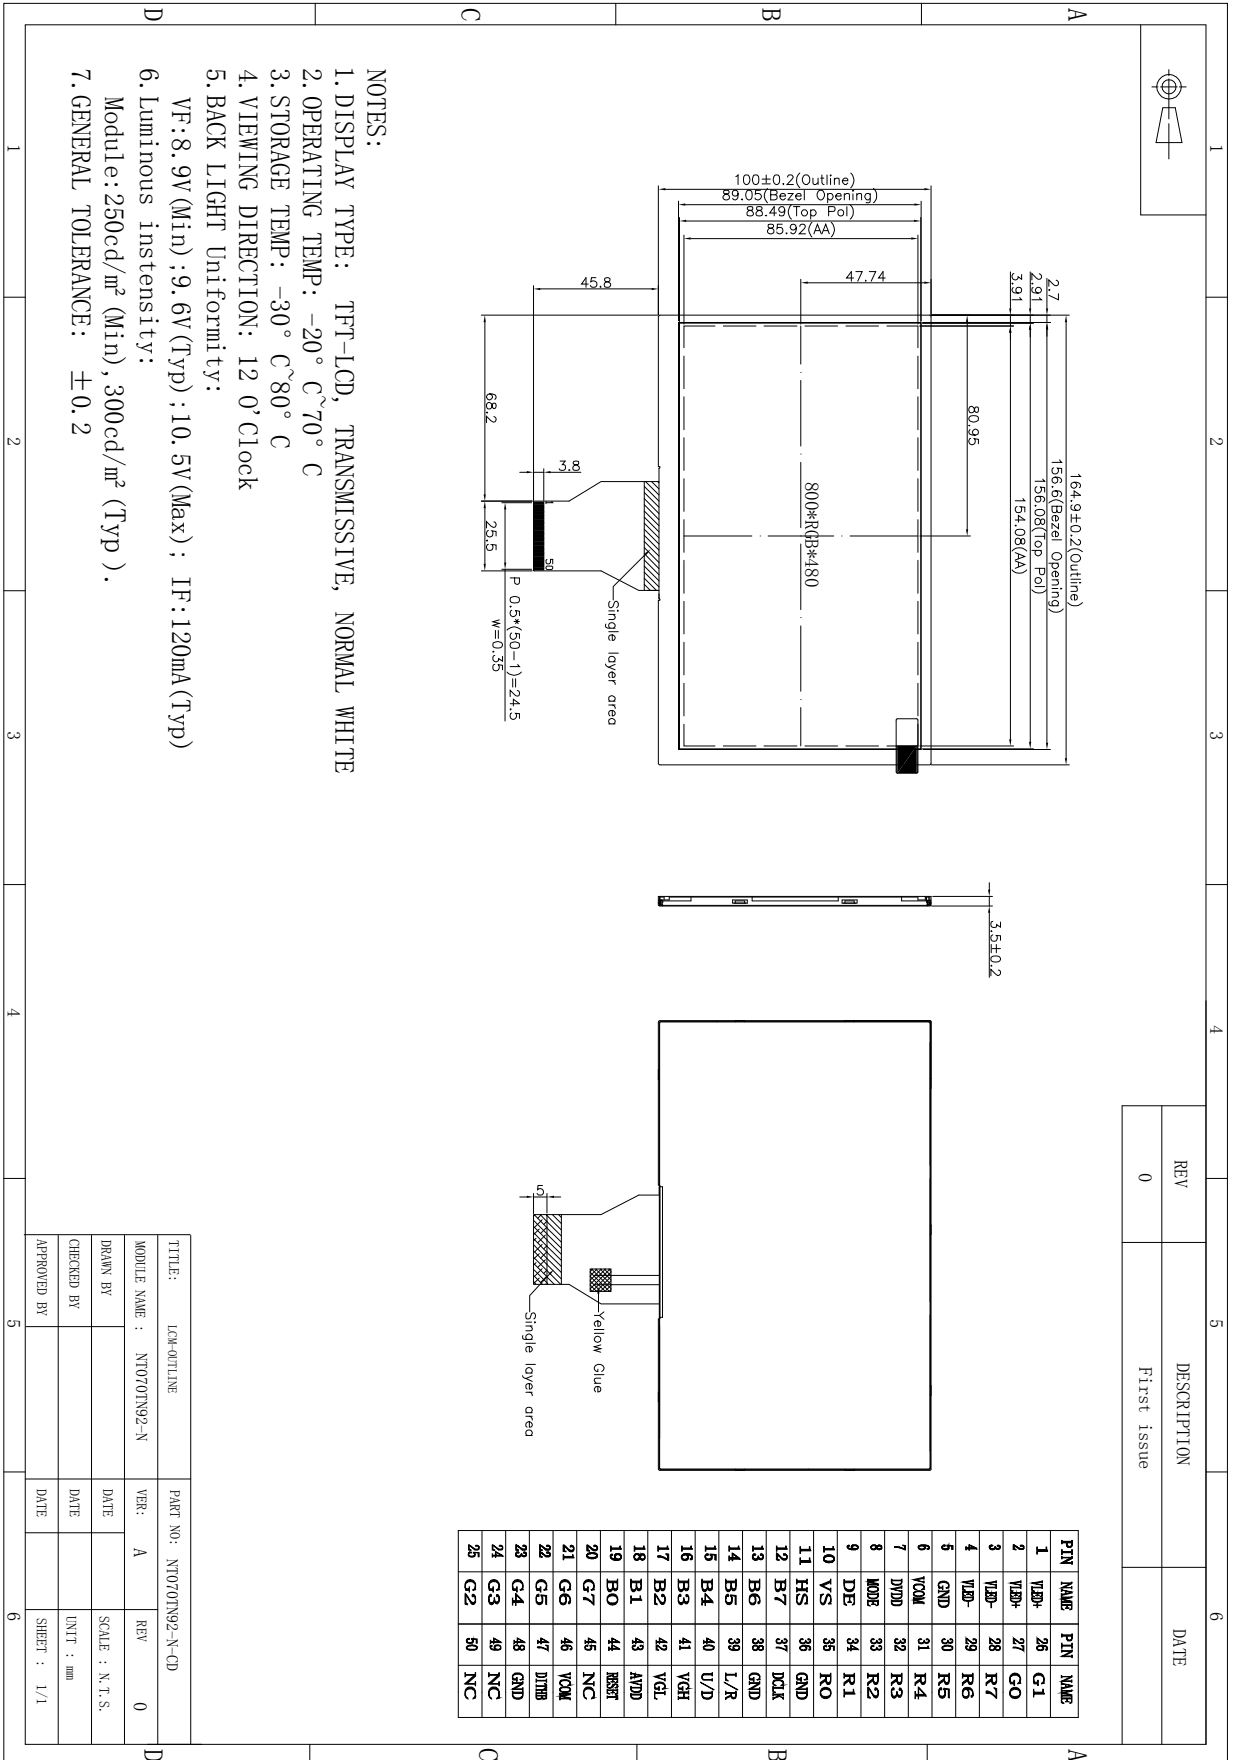 1
2
3
4
5
6
A
B
C
D
REV
DESCRIPTION
DATE
0
First issue
164.9±0.2(Outline)
156.6(Bezel Opening)
156.08(Top Pol)
154.08(AA)
80.95
2.7
2.91
3.91
100±0.2(Outline)
89.05(Bezel Opening)
88.49(Top Pol)
85.92(AA)
47.74
45.8
800*RGB*480
68.2
3.8
25.5
50
P 0.5*(50-1)=24.5
w=0.35
Single layer area
3.5±0.2
5
Yellow Glue
Single layer area
PIN NAME PIN NAME
1 VLED+ 26 G1
2 VLED+ 27 G0
3 VLED- 28 R7
4 VLED- 29 R6
5 GND 30 R5
6 VCOM 31 R4
7 DVDD 32 R3
8 MODE 33 R2
9 DE 34 R1
10 VS 35 R0
11 HS 36 GND
12 B7 37 DCLK
13 B6 38 GND
14 B5 39 L/R
15 B4 40 U/D
16 B3 41 VGH
17 B2 42 VGL
18 B1 43 AVDD
19 B0 44 RESET
20 G7 45 NC
21 G6 46 VCOM
22 G5 47 DITHB
23 G4 48 GND
24 G3 49 NC
25 G2 50 NC
NOTES:
1.DISPLAY TYPE: TFT-LCD, TRANSMISSIVE, NORMAL WHITE
2.OPERATING TEMP: -20° C~70° C
3.STORAGE TEMP: -30° C~80° C
4.VIEWING DIRECTION: 12 O'Clock
5.BACK LIGHT Uniformity:
VF:8.9V(Min);9.6V(Typ);10.5V(Max); IF:120mA(Typ)
6.Luminous instensity:
Module:250cd/m²(Min),300cd/m²(Typ).
7.GENERAL TOLERANCE: ±0.2
TITLE: LCM-OUTLINE
PART NO: NT070TN92-N-CD
MODULE NAME : NT070TN92-N
VER: A
REV 0
DRAWN BY
DATE
SCALE : N.T.S.
CHECKED BY
DATE
UNIT : mm
APPROVED BY
DATE
SHEET : 1/1
1
2
3
4
5
6
A
B
C
D